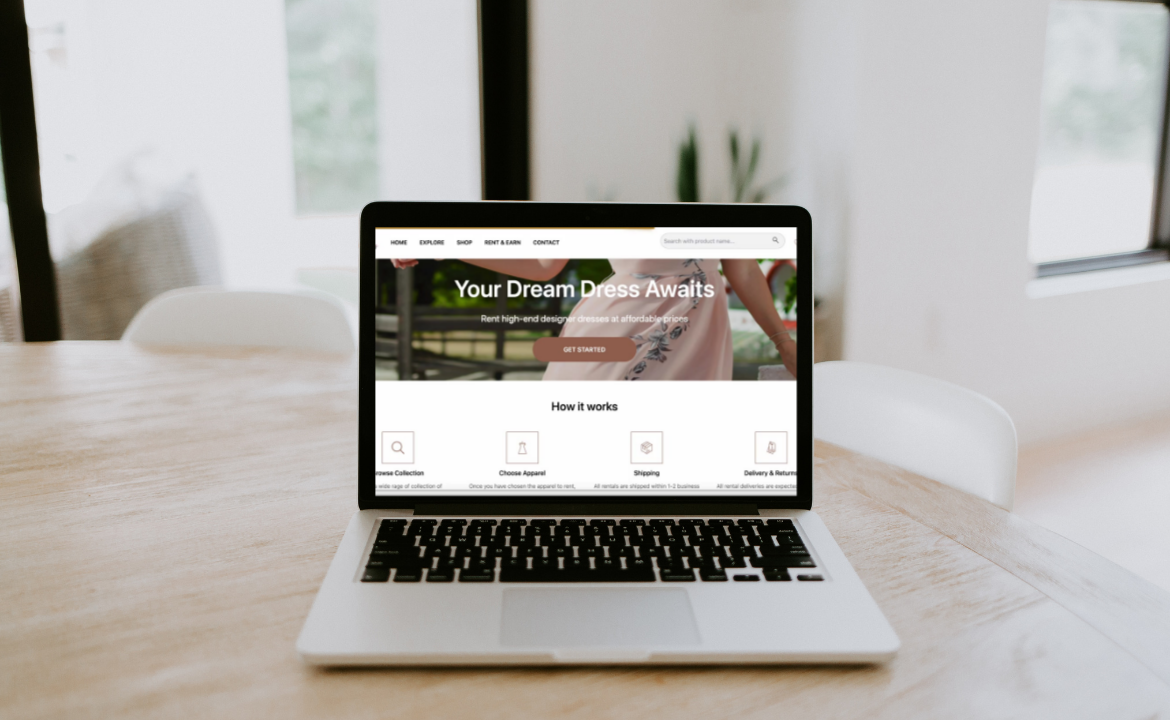 HOME EXPLORE SHOP RENT & EARN CONTACT
Search with product name...
Your Dream Dress Awaits
Rent high-end designer dresses at affordable prices
GET STARTED
How it works
rowse Collection Choose Apparel Shipping Delivery & Returns
wide rage of collection of Once you have chosen the apparel to rent, All rentals are shipped within 1-2 business All rental deliveries are expected